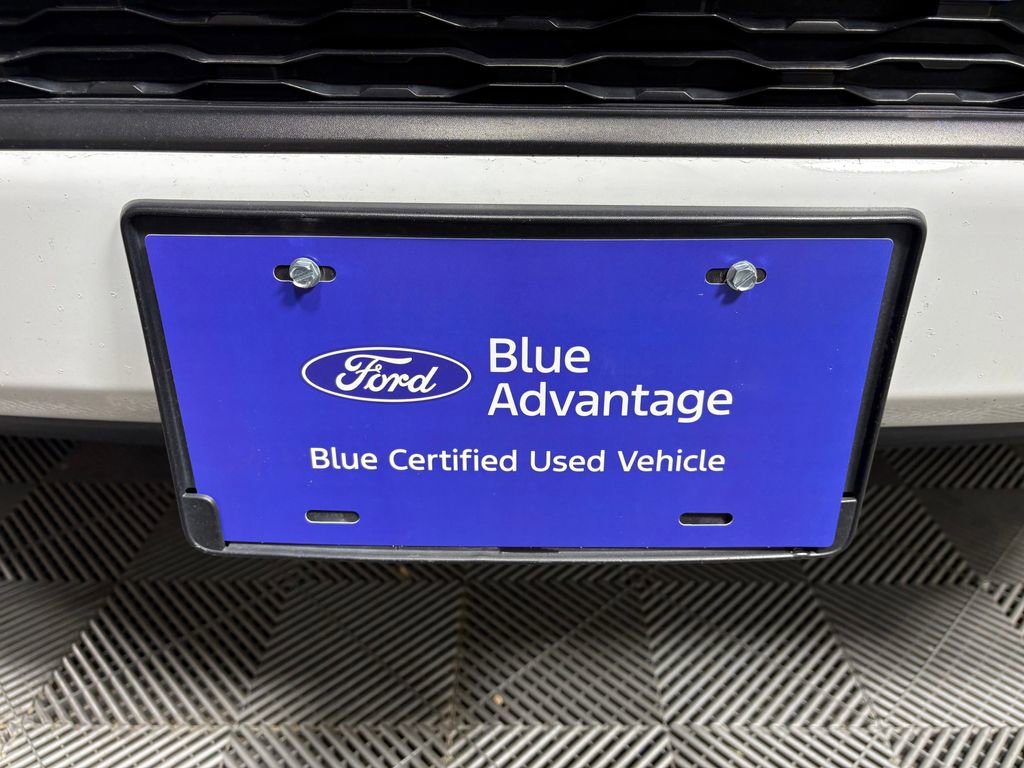 Ford
Blue
Advantage
Blue Certified Used Vehicle